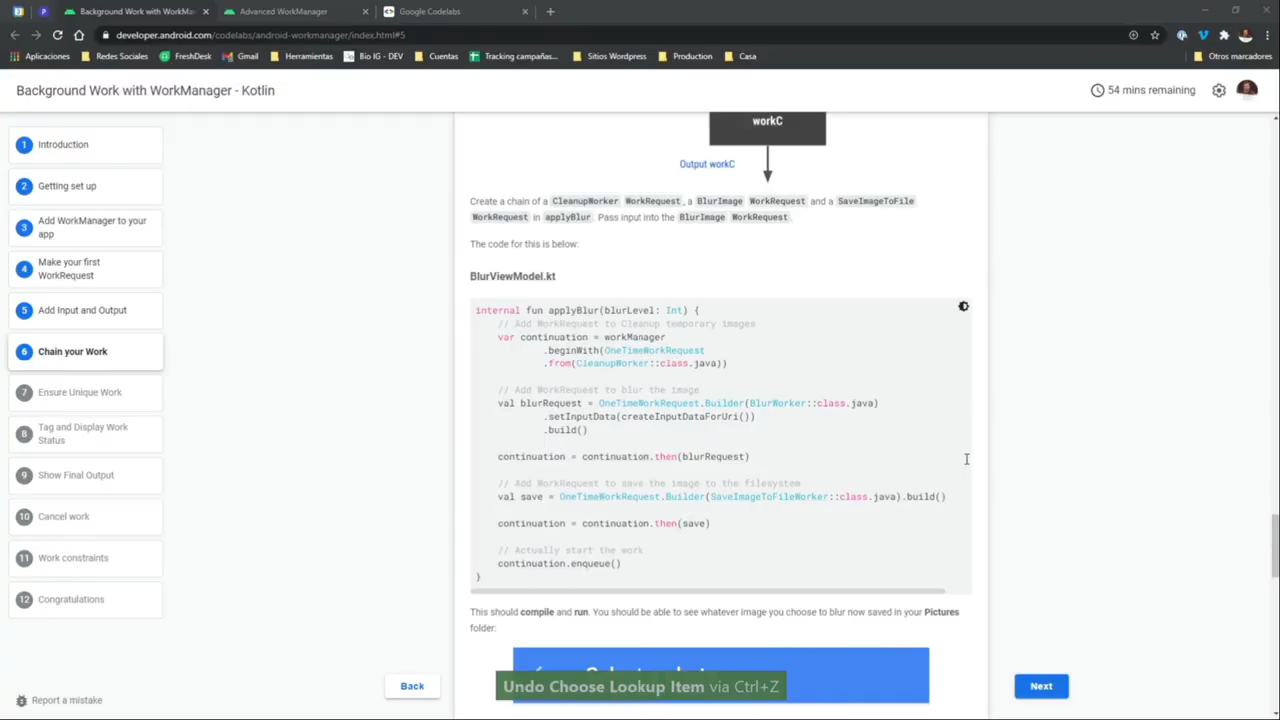 Background Work with WorkMan
Advanced WorkManager
Google Codelabs
developer.android.com/codelabs/android-workmanager/index.html#5
Aplicaciones
Redes Sociales
FreshDesk
Gmail
Herramientas
Bio IG - DEV
Cuentas
Tracking campañas...
Sitios Wordpress
Production
Casa
Otros marcadores
Background Work with WorkManager - Kotlin
54 mins remaining
1 Introduction
2 Getting set up
3 Add WorkManager to your
app
4 Make your first
WorkRequest
5 Add Input and Output
6 Chain your Work
7 Ensure Unique Work
8 Tag and Display Work
Status
9 Show Final Output
10 Cancel work
11 Work constraints
12 Congratulations
Report a mistake
workC
Output workC
Create a chain of a CleanupWorker WorkRequest, a BlurImage WorkRequest and a SaveImageToFile
WorkRequest in applyBlur. Pass input into the BlurImage WorkRequest.
The code for this is below:
BlurViewModel.kt
internal fun applyBlur(blurLevel: Int) {
// Add WorkRequest to Cleanup temporary images
var continuation = workManager
.beginWith(OneTimeWorkRequest
.from(CleanupWorker::class.java))
// Add WorkRequest to blur the image
val blurRequest = OneTimeWorkRequest.Builder(BlurWorker::class.java)
.setInputData(createInputDataForUri())
.build()
continuation = continuation.then(blurRequest)
// Add WorkRequest to save the image to the filesystem
val save = OneTimeWorkRequest.Builder(SaveImageToFileWorker::class.java).build()
continuation = continuation.then(save)
// Actually start the work
continuation.enqueue()
}
This should compile and run. You should be able to see whatever image you choose to blur now saved in your Pictures
folder:
Back
Undo Choose Lookup Item via Ctrl+Z
Next